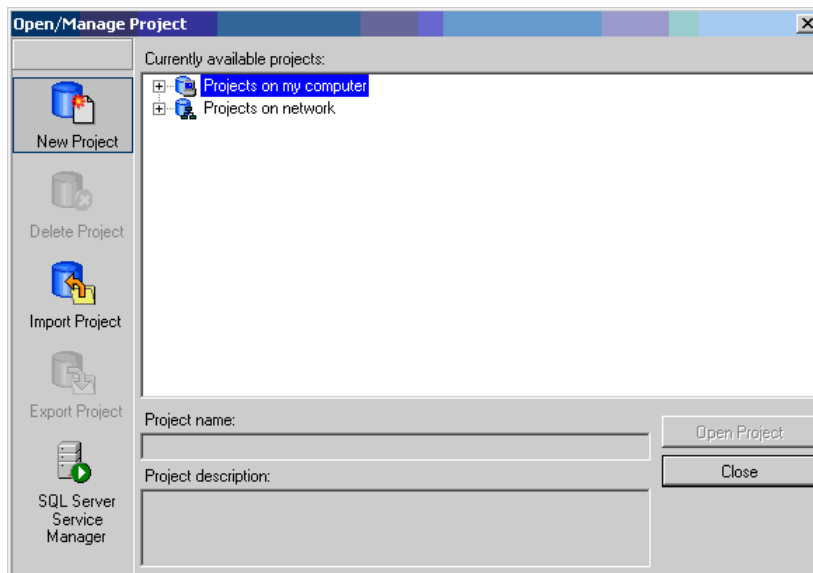 Open/Manage Project
Currently available projects:
Projects on my computer
Projects on network
New Project
Delete Project
Import Project
Export Project
SQL Server
Service
Manager
Project name:
Open Project
Project description:
Close